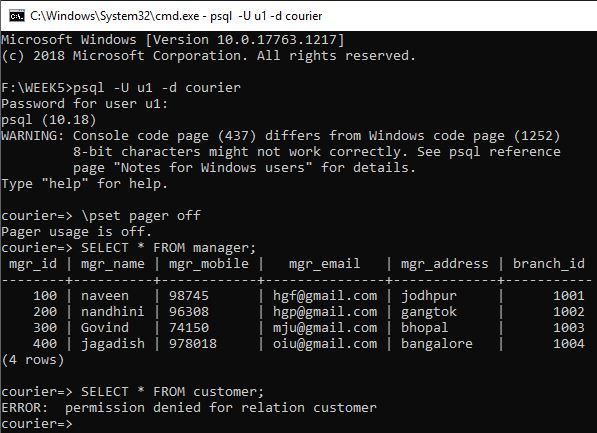 C:\Windows\System32\cmd.exe - psql  -U u1 -d courier
Microsoft Windows [Version 10.0.17763.1217]
(c) 2018 Microsoft Corporation. All rights reserved.
F:\WEEK5>psql -U u1 -d courier
Password for user u1:
psql (10.18)
WARNING: Console code page (437) differs from Windows code page (1252)
         8-bit characters might not work correctly. See psql reference
         page "Notes for Windows users" for details.
Type "help" for help.
courier=> \pset pager off
Pager usage is off.
courier=> SELECT * FROM manager;
 mgr_id | mgr_name | mgr_mobile |   mgr_email   | mgr_address | branch_id
--------+----------+------------+---------------+-------------+-----------
    100 | naveen   | 98745      | hgf@gmail.com | jodhpur     |      1001
    200 | nandhini | 96308      | hgp@gmail.com | gangtok     |      1002
    300 | Govind   | 74150      | mju@gmail.com | bhopal      |      1003
    400 | jagadish | 978018     | oiu@gmail.com | bangalore   |      1004
(4 rows)
courier=> SELECT * FROM customer;
ERROR:  permission denied for relation customer
courier=>